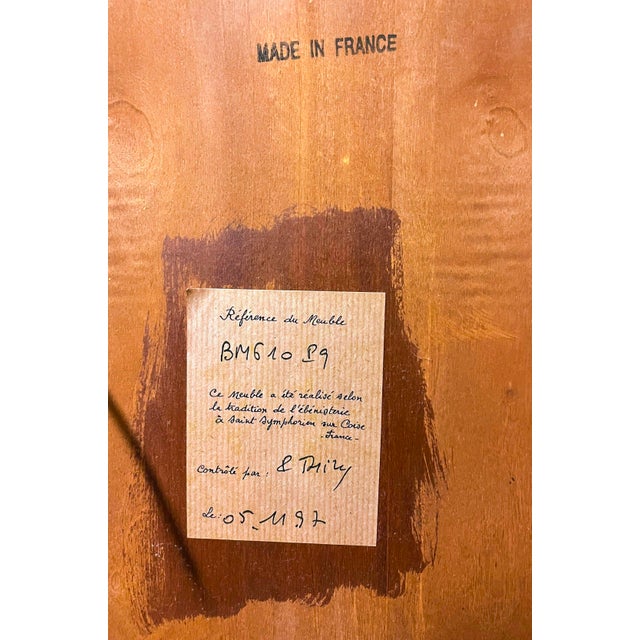 MADE IN FRANCE
Référence du Meuble
BM610
Ce Meuble a été réalisé selon
la tradition de l'ébénisterie
à Saint Symphorien sur Coise
-France-
Contrôlé par :
Le: 05.11.97